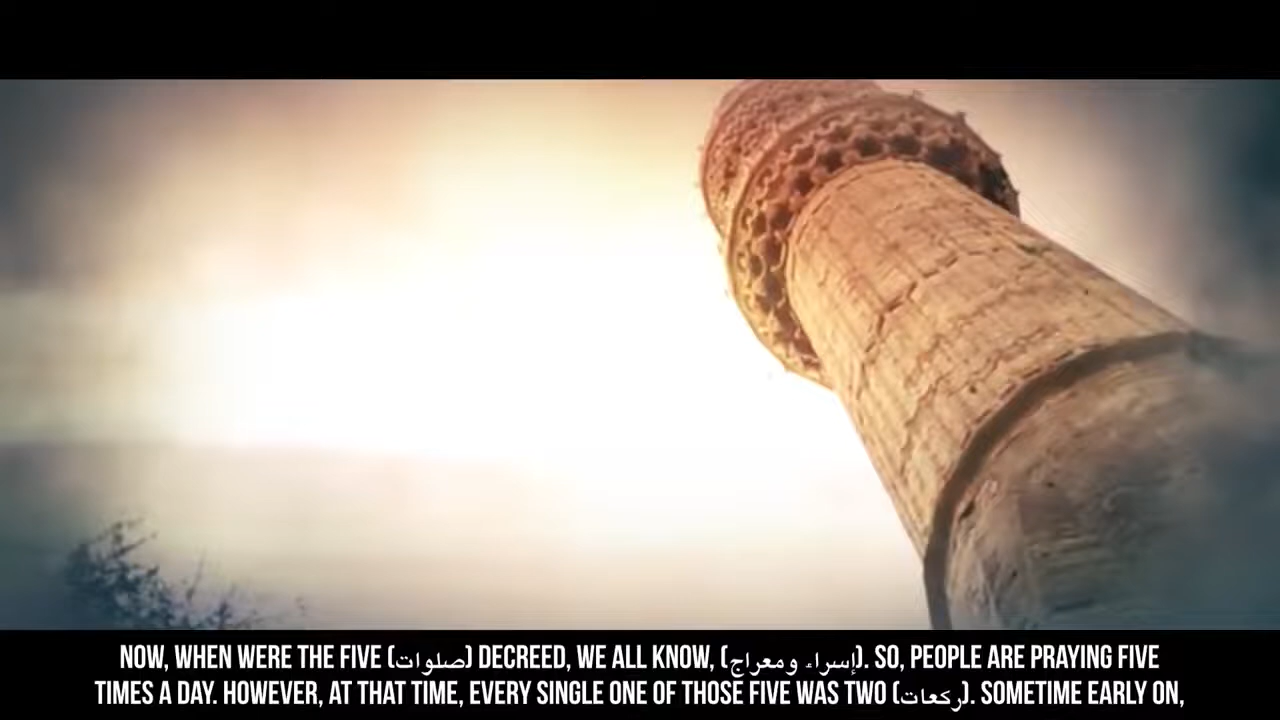 NOW, WHEN WERE THE FIVE (صلوات) DECREED, WE ALL KNOW, (إسراء ومعراج). SO, PEOPLE ARE PRAYING FIVE
TIMES A DAY. HOWEVER, AT THAT TIME, EVERY SINGLE ONE OF THOSE FIVE WAS TWO (ركعات). SOMETIME EARLY ON,